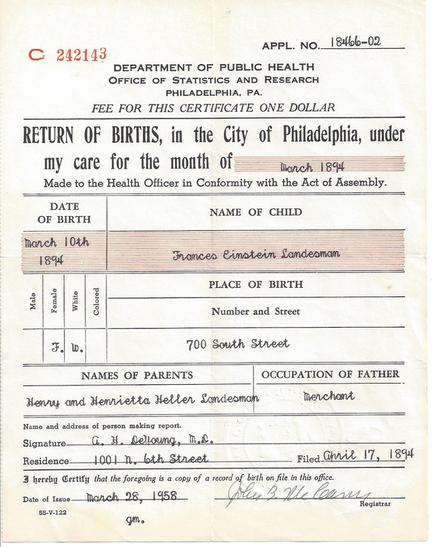 APPL. NO. 18466-02
C 242143
DEPARTMENT OF PUBLIC HEALTH
OFFICE OF STATISTICS AND RESEARCH
PHILADELPHIA, PA.
FEE FOR THIS CERTIFICATE ONE DOLLAR
RETURN OF BIRTHS, in the City of Philadelphia, under
my care for the month of March 1894
Made to the Health Officer in Conformity with the Act of Assembly.
DATE OF BIRTH
NAME OF CHILD
March 10th
1894
Frances Einstein Landesman
Male
Female
White
Colored
PLACE OF BIRTH
Number and Street
F. W.
700 South Street
NAMES OF PARENTS
OCCUPATION OF FATHER
Henry and Henrietta Heller Landesman
Merchant
Name and address of person making report.
Signature A. H. DeYoung, M.D.
Residence 1001 N. 6th Street Filed April 17, 1894
I hereby Certify that the foregoing is a copy of a record of birth on file in this office.
Date of Issue March 28, 1958
Registrar
55-V-122
gm.